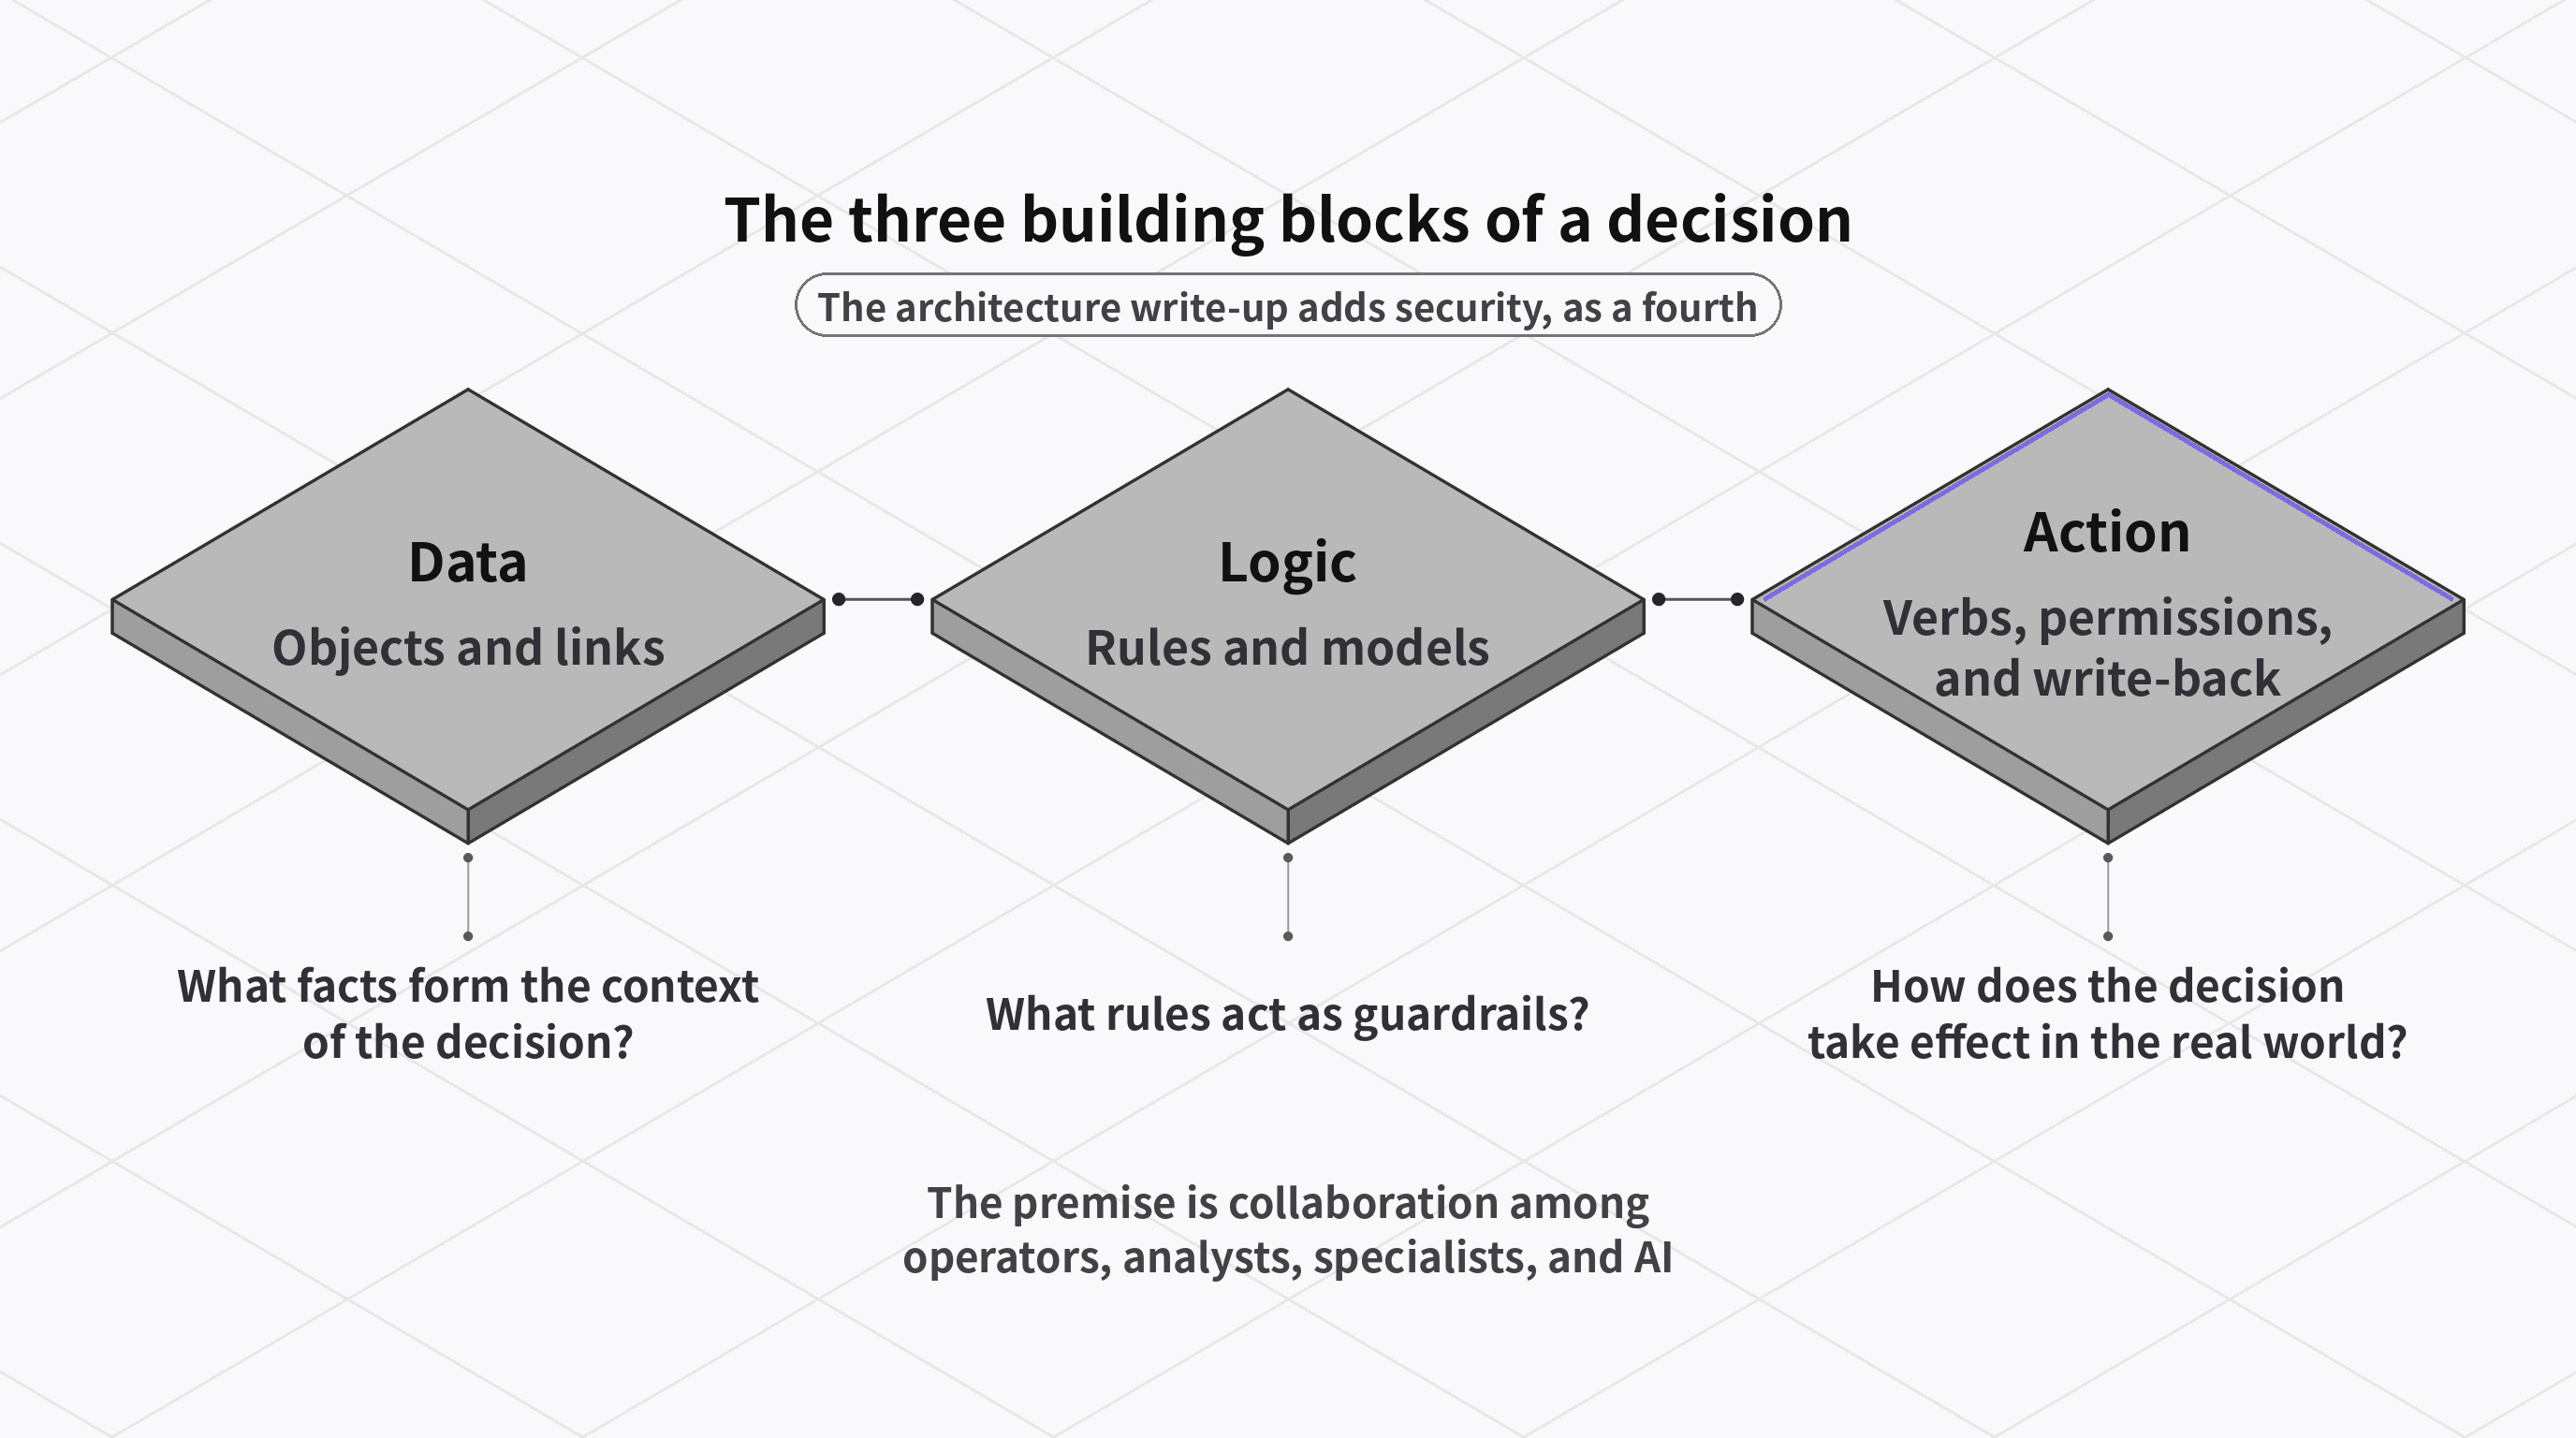 The three building blocks of a decision
The architecture write-up adds security, as a fourth
Data
Objects and links
Logic
Rules and models
Action
Verbs, permissions,
and write-back
What facts form the context
of the decision?
What rules act as guardrails?
How does the decision
take effect in the real world?
The premise is collaboration among
operators, analysts, specialists, and AI